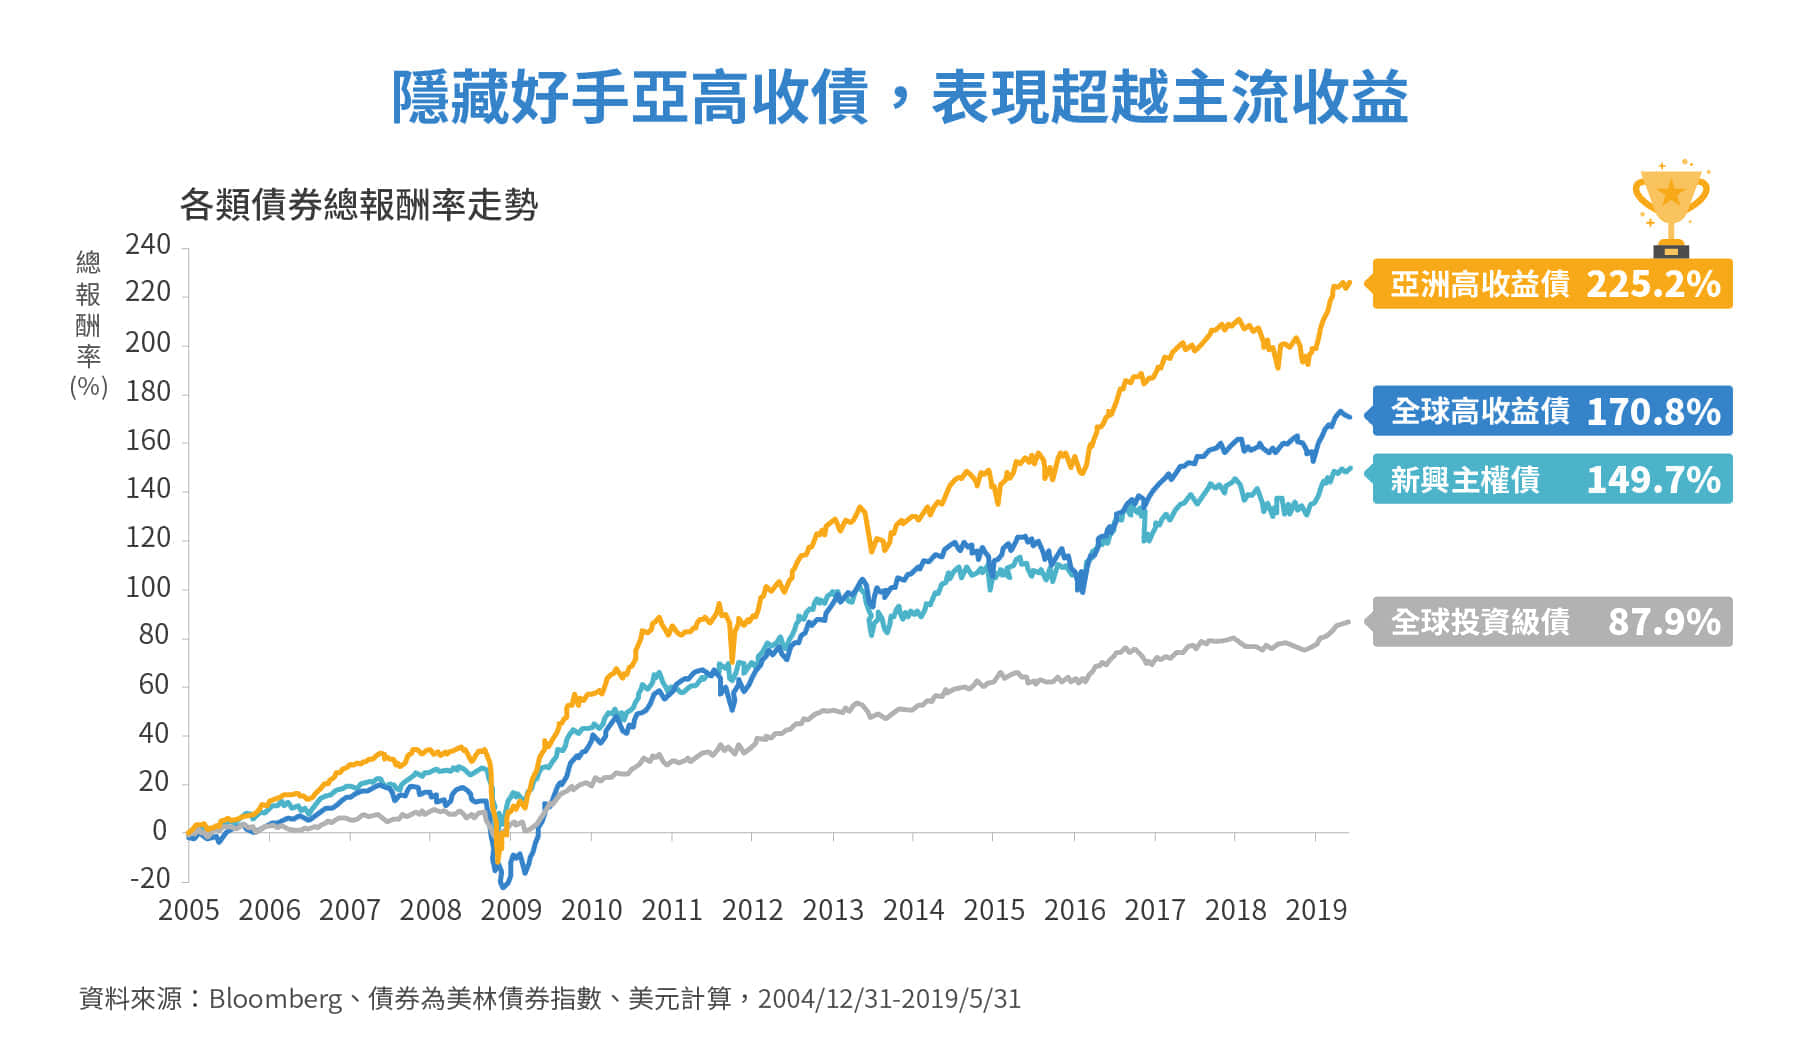 隱藏好手亞高收債，表現超越主流收益
各類債券總報酬率走勢
總報酬率(%)
240
220
200
180
160
140
120
100
80
60
40
20
0
-20
2005 2006 2007 2008 2009 2010 2011 2012 2013 2014 2015 2016 2017 2018 2019
亞洲高收益債 225.2%
全球高收益債 170.8%
新興主權債 149.7%
全球投資級債 87.9%
資料來源：Bloomberg、債券為美林債券指數、美元計算，2004/12/31-2019/5/31